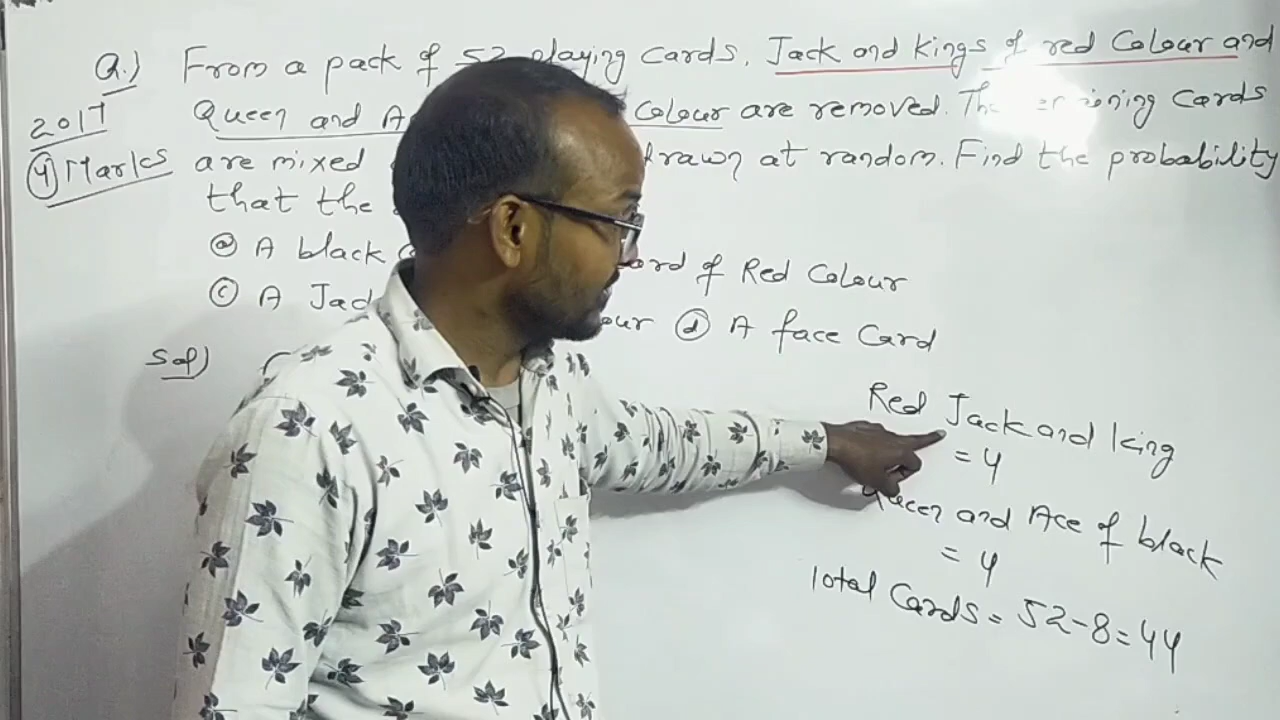 Q.) From a pack of 52 playing cards, Jack and kings of red Colour and
2017 Queen and A Colour are removed. The remaining Cards
4 Marks are mixed drawn at random. Find the probability
that the
(a) A black ord of Red Colour
(c) A Jac our (d) A face Card
Sol)
Red Jack and king
= 4
Queen and Ace of black
= 4
Total Cards = 52-8=44